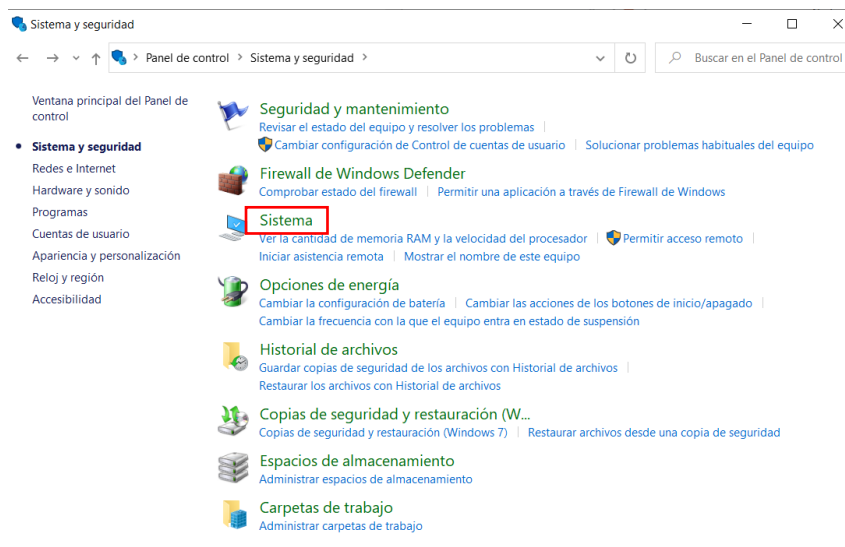 Sistema y seguridad
Panel de control > Sistema y seguridad >
Buscar en el Panel de control
Ventana principal del Panel de
control
Sistema y seguridad
Redes e Internet
Hardware y sonido
Programas
Cuentas de usuario
Apariencia y personalización
Reloj y región
Accesibilidad
Seguridad y mantenimiento
Revisar el estado del equipo y resolver los problemas
Cambiar configuración de Control de cuentas de usuario
Solucionar problemas habituales del equipo
Firewall de Windows Defender
Comprobar estado del firewall
Permitir una aplicación a través de Firewall de Windows
Sistema
Ver la cantidad de memoria RAM y la velocidad del procesador
Permitir acceso remoto
Iniciar asistencia remota
Mostrar el nombre de este equipo
Opciones de energía
Cambiar la configuración de batería
Cambiar las acciones de los botones de inicio/apagado
Cambiar la frecuencia con la que el equipo entra en estado de suspensión
Historial de archivos
Guardar copias de seguridad de los archivos con Historial de archivos
Restaurar los archivos con Historial de archivos
Copias de seguridad y restauración (W...
Copias de seguridad y restauración (Windows 7)
Restaurar archivos desde una copia de seguridad
Espacios de almacenamiento
Administrar espacios de almacenamiento
Carpetas de trabajo
Administrar carpetas de trabajo